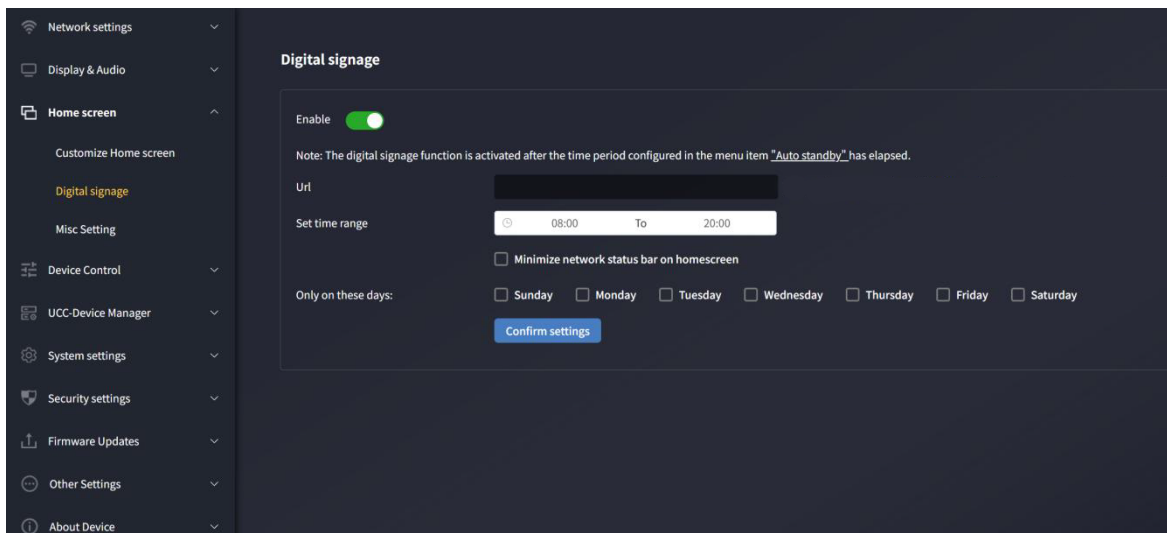 Network settings
Display & Audio
Home screen
Customize Home screen
Digital signage
Misc Setting
Device Control
UCC-Device Manager
System settings
Security settings
Firmware Updates
Other Settings
About Device
Digital signage
Enable
Note: The digital signage function is activated after the time period configured in the menu item "Auto standby" has elapsed.
Url
Set time range 08:00 To 20:00
Minimize network status bar on homescreen
Only on these days: Sunday Monday Tuesday Wednesday Thursday Friday Saturday
Confirm settings